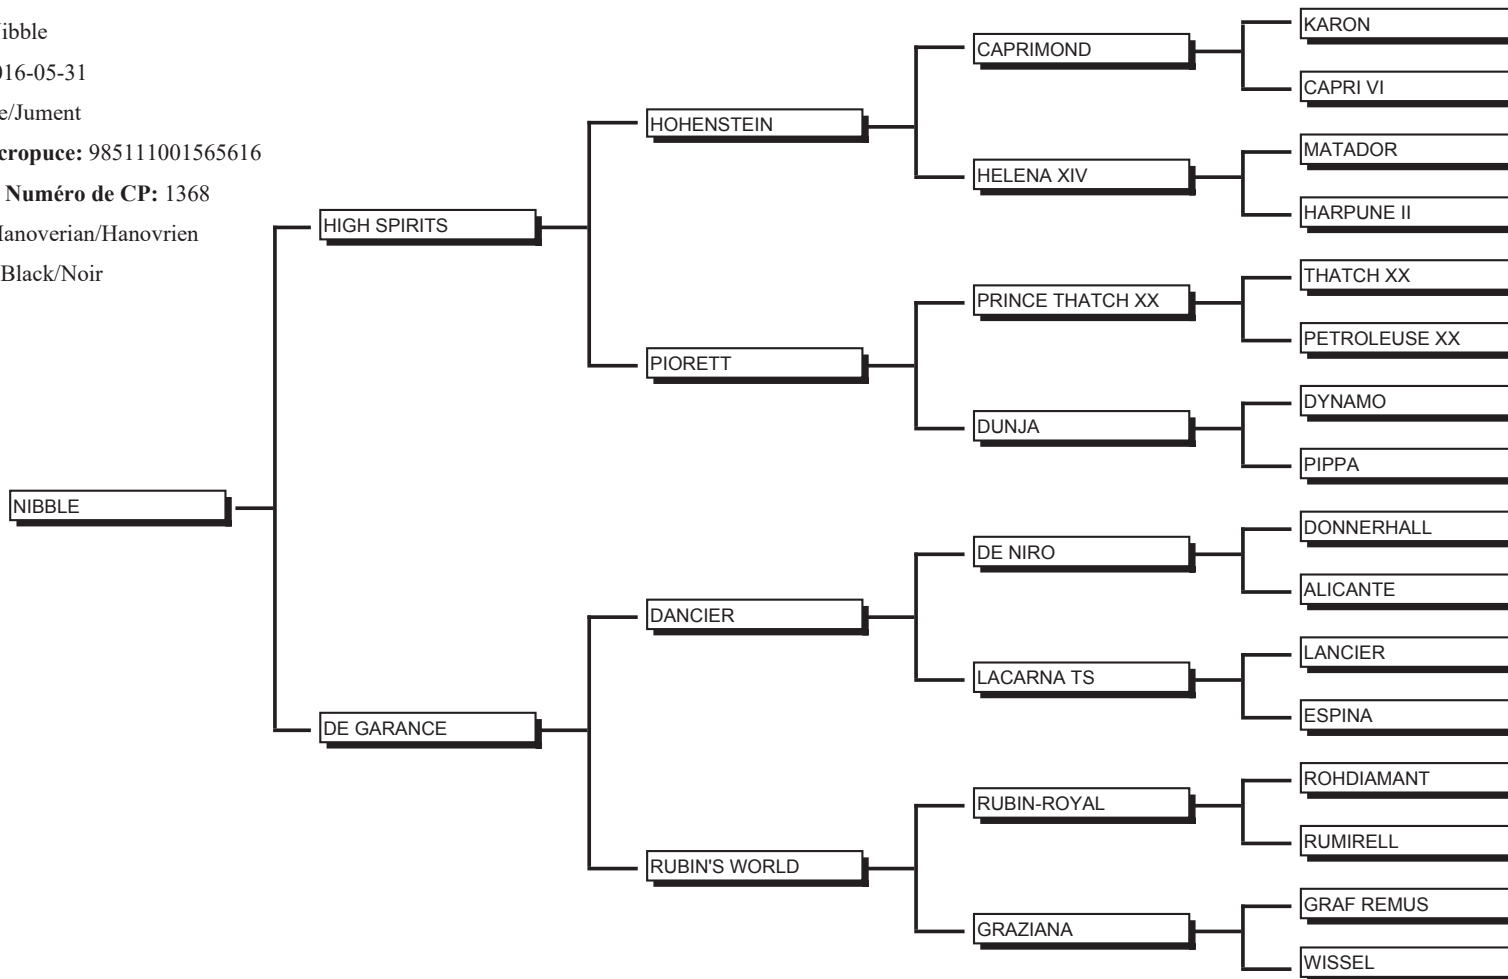 ibble
016-05-31
e/Jument
cropuce: 985111001565616
Numéro de CP: 1368
Hanoverian/Hanovrien
Black/Noir
KARON
CAPRIMOND
CAPRI VI
HOHENSTEIN
MATADOR
HELENA XIV
HARPUNE II
HIGH SPIRITS
THATCH XX
PRINCE THATCH XX
PETROLEUSE XX
PIORETT
DYNAMO
DUNJA
PIPPA
NIBBLE
DONNERHALL
DE NIRO
ALICANTE
DANCIER
LANCIER
LACARNA TS
ESPINA
DE GARANCE
ROHDIAMANT
RUBIN-ROYAL
RUMIRELL
RUBIN'S WORLD
GRAF REMUS
GRAZIANA
WISSEL